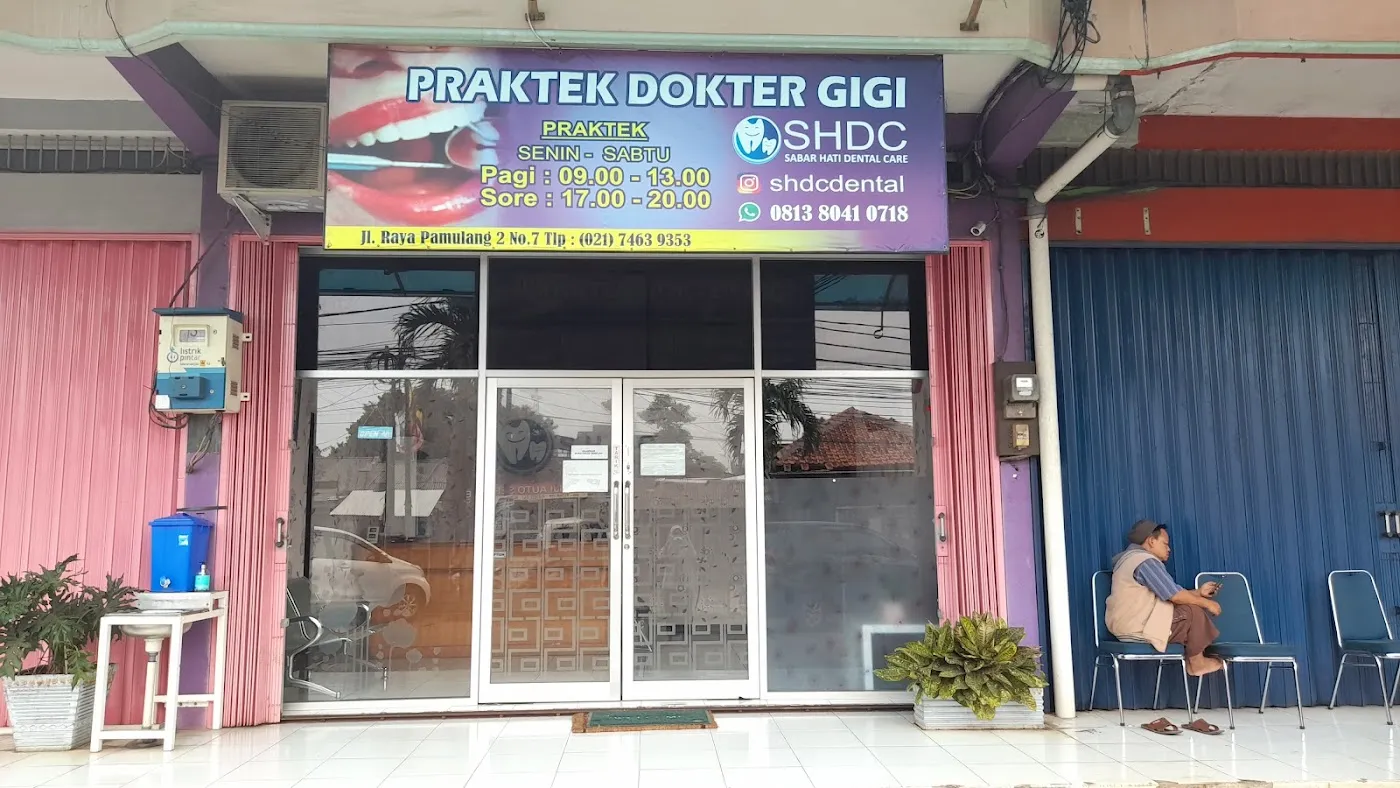 PRAKTEK DOKTER GIGI
PRAKTEK
SENIN - SABTU
Pagi : 09.00 - 13.00
Sore : 17.00 - 20.00
SHDC
SABAR HATI DENTAL CARE
shdcdental
0813 8041 0718
Jl. Raya Pamulang 2 No.7 Tlp : (021) 7463 9353
listrik
pintar